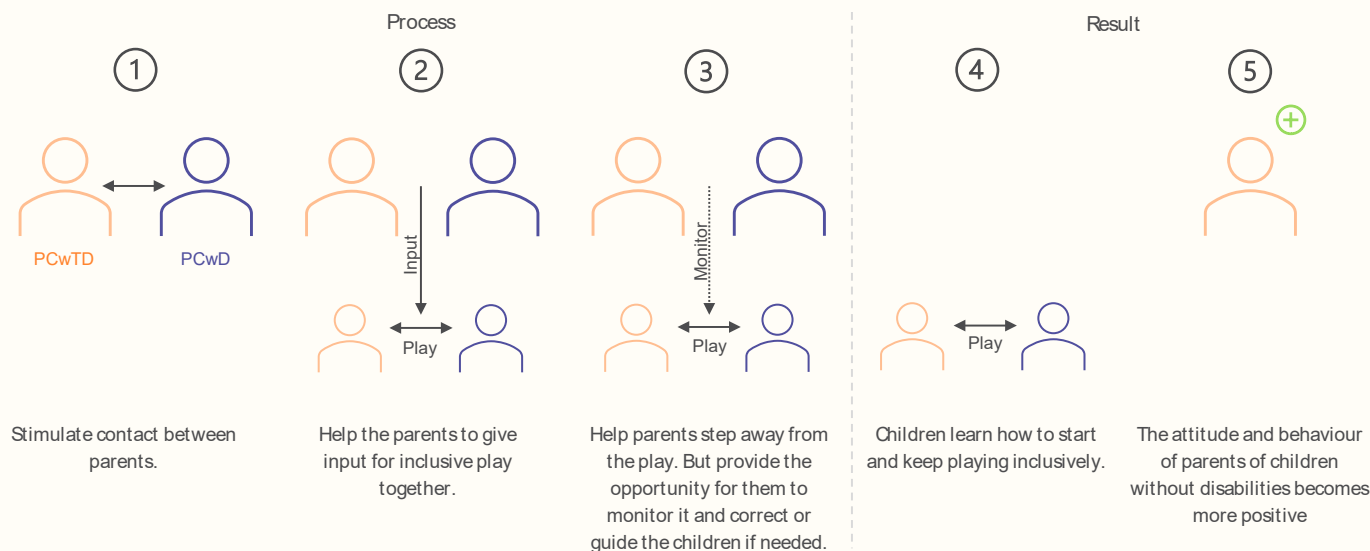 Process
Result
1
2
3
4
5
PCwTD
PCwD
Input
Monitor
Play
Play
Play
Stimulate contact between
parents.
Help the parents to give
input for inclusive play
together.
Help parents step away from
the play. But provide the
opportunity for them to
monitor it and correct or
guide the children if needed.
Children learn how to start
and keep playing inclusively.
The attitude and behaviour
of parents of children
without disabilities becomes
more positive